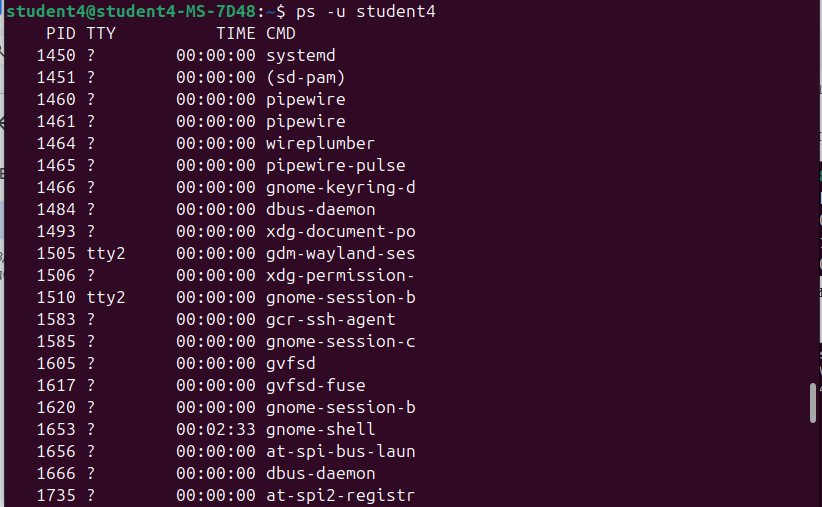 student4@student4-MS-7D48:~$ ps -u student4
PID TTY TIME CMD
1450 ? 00:00:00 systemd
1451 ? 00:00:00 (sd-pam)
1460 ? 00:00:00 pipewire
1461 ? 00:00:00 pipewire
1464 ? 00:00:00 wireplumber
1465 ? 00:00:00 pipewire-pulse
1466 ? 00:00:00 gnome-keyring-d
1484 ? 00:00:00 dbus-daemon
1493 ? 00:00:00 xdg-document-po
1505 tty2 00:00:00 gdm-wayland-ses
1506 ? 00:00:00 xdg-permission-
1510 tty2 00:00:00 gnome-session-b
1583 ? 00:00:00 gcr-ssh-agent
1585 ? 00:00:00 gnome-session-c
1605 ? 00:00:00 gvfsd
1617 ? 00:00:00 gvfsd-fuse
1620 ? 00:00:00 gnome-session-b
1653 ? 00:02:33 gnome-shell
1656 ? 00:00:00 at-spi-bus-laun
1666 ? 00:00:00 dbus-daemon
1735 ? 00:00:00 at-spi2-registr